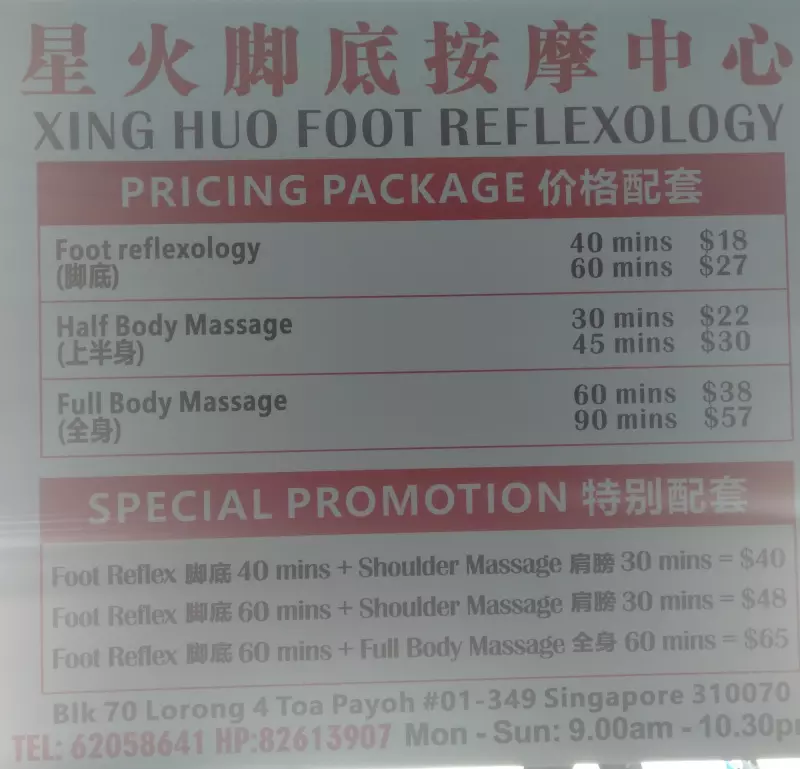 星火脚底按摩中心
XING HUO FOOT REFLEXOLOGY
PRICING PACKAGE 价格配套
Foot reflexology 40 mins $18
(脚底) 60 mins $27
Half Body Massage 30 mins $22
(上半身) 45 mins $30
Full Body Massage 60 mins $38
(全身) 90 mins $57
SPECIAL PROMOTION 特别配套
Foot Reflex 脚底 40 mins + Shoulder Massage 肩膀 30 mins = $40
Foot Reflex 脚底 60 mins + Shoulder Massage 肩膀 30 mins = $48
Foot Reflex 脚底 60 mins + Full Body Massage 全身 60 mins = $65
Blk 70 Lorong 4 Toa Payoh #01-349 Singapore 310070
TEL: 62058641 HP:82613907 Mon - Sun: 9.00am - 10.30p